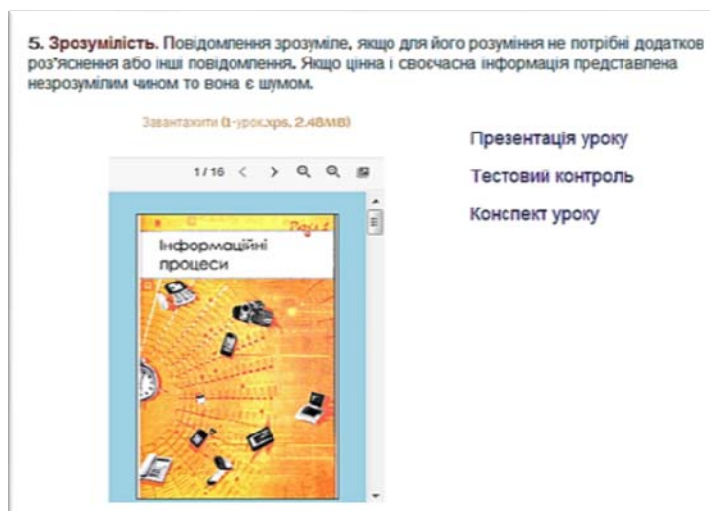 5. Зрозумілість. Повідомлення зрозуміле, якщо для його розуміння не потрібні додатков
роз'яснення або інші повідомлення. Якщо цінна і своєчасна інформація представлена
незрозумілим чином то вона є шумом.
Завантажити (1-урок.xps, 2.48MB)
Презентація уроку
Тестовий контроль
Конспект уроку
1 / 16
Розділ 1
Інформаційні
процеси